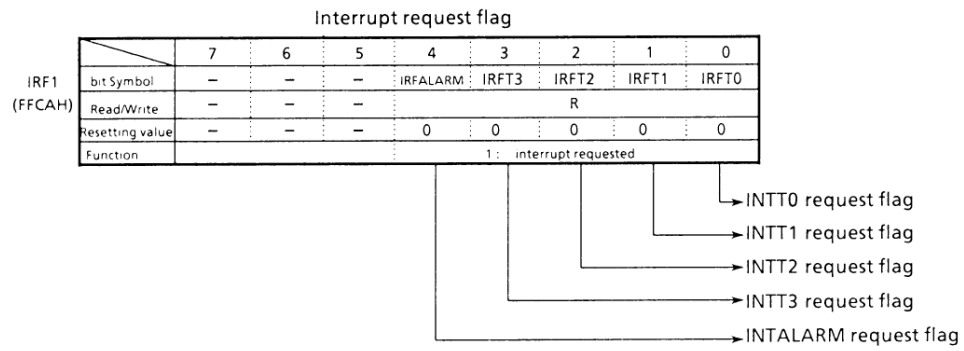 Interrupt request flag
7 6 5 4 3 2 1 0
IRF1 (FFCAH)
bit Symbol – – – IRFALARM IRFT3 IRFT2 IRFT1 IRFT0
Read/Write – – – R
Resetting value – – – 0 0 0 0 0
Function 1 : interrupt requested
INTT0 request flag
INTT1 request flag
INTT2 request flag
INTT3 request flag
INTALARM request flag